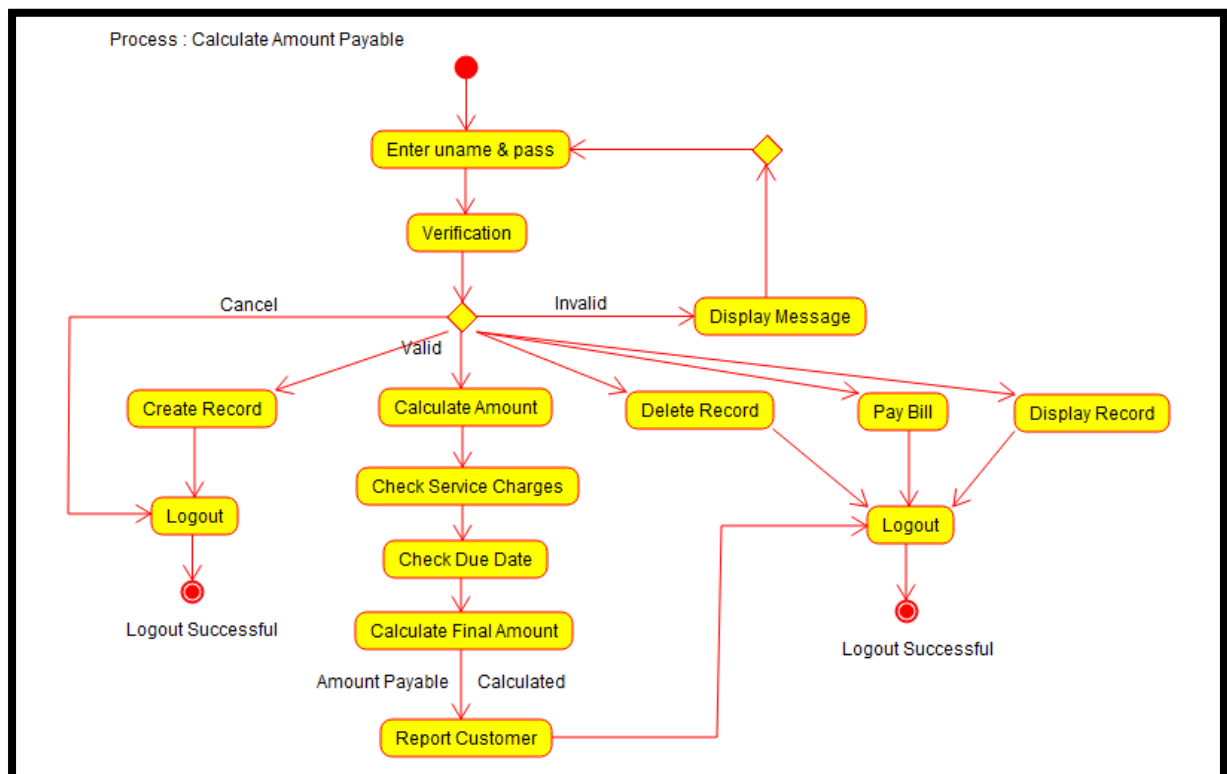 Process : Calculate Amount Payable
Enter uname & pass
Verification
Cancel
Invalid
Display Message
Valid
Create Record
Calculate Amount
Delete Record
Pay Bill
Display Record
Check Service Charges
Logout
Logout
Check Due Date
Logout Successful
Calculate Final Amount
Logout Successful
Amount Payable Calculated
Report Customer